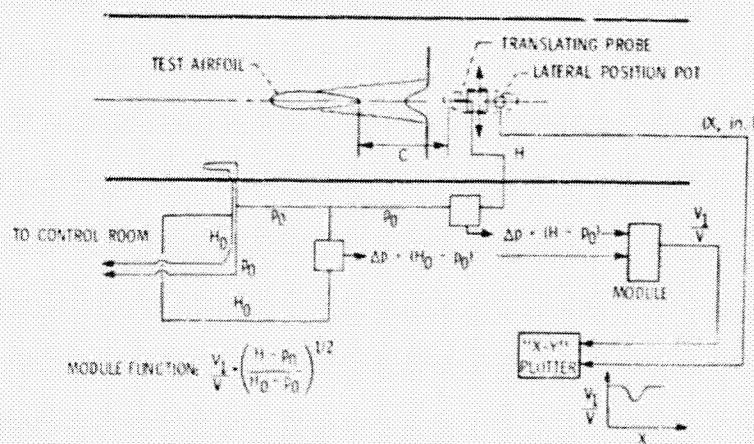 TRANSLATING PROBE
TEST AIRFOIL
LATERAL POSITION POT
(X, in.)
C
H
p₀ p₀
TO CONTROL ROOM
H₀
Δp = (H - p₀)
V₁/V
p₀
Δp = (H₀ - p₀)
MODULE
H₀
MODULE FUNCTION: V₁/V = ((H - p₀)/(H₀ - p₀))^1/2
"X-Y"
PLOTTER
V₁/V
X